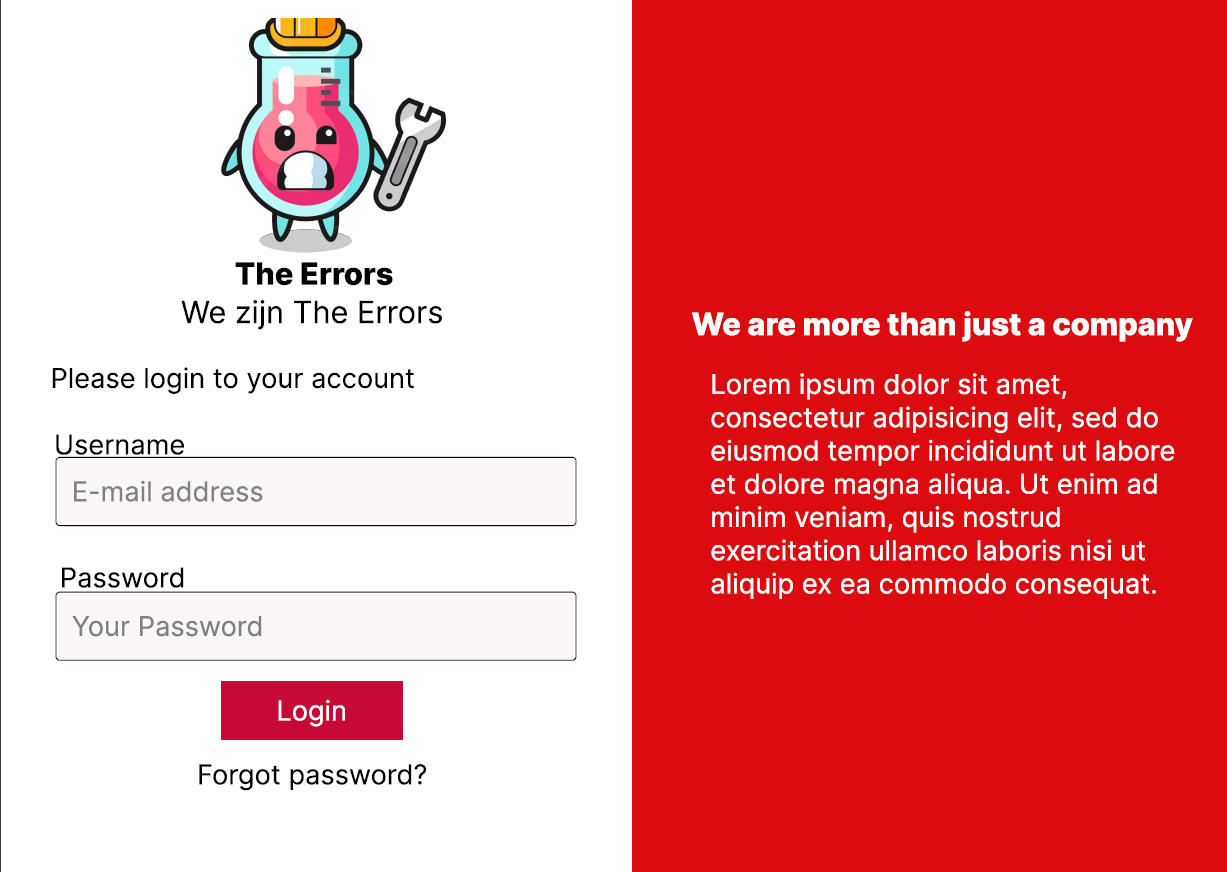 The Errors
We zijn The Errors
Please login to your account
Username
E-mail address
Password
Your Password
Login
Forgot password?
We are more than just a company
Lorem ipsum dolor sit amet,
consectetur adipisicing elit, sed do
eiusmod tempor incididunt ut labore
et dolore magna aliqua. Ut enim ad
minim veniam, quis nostrud
exercitation ullamco laboris nisi ut
aliquip ex ea commodo consequat.